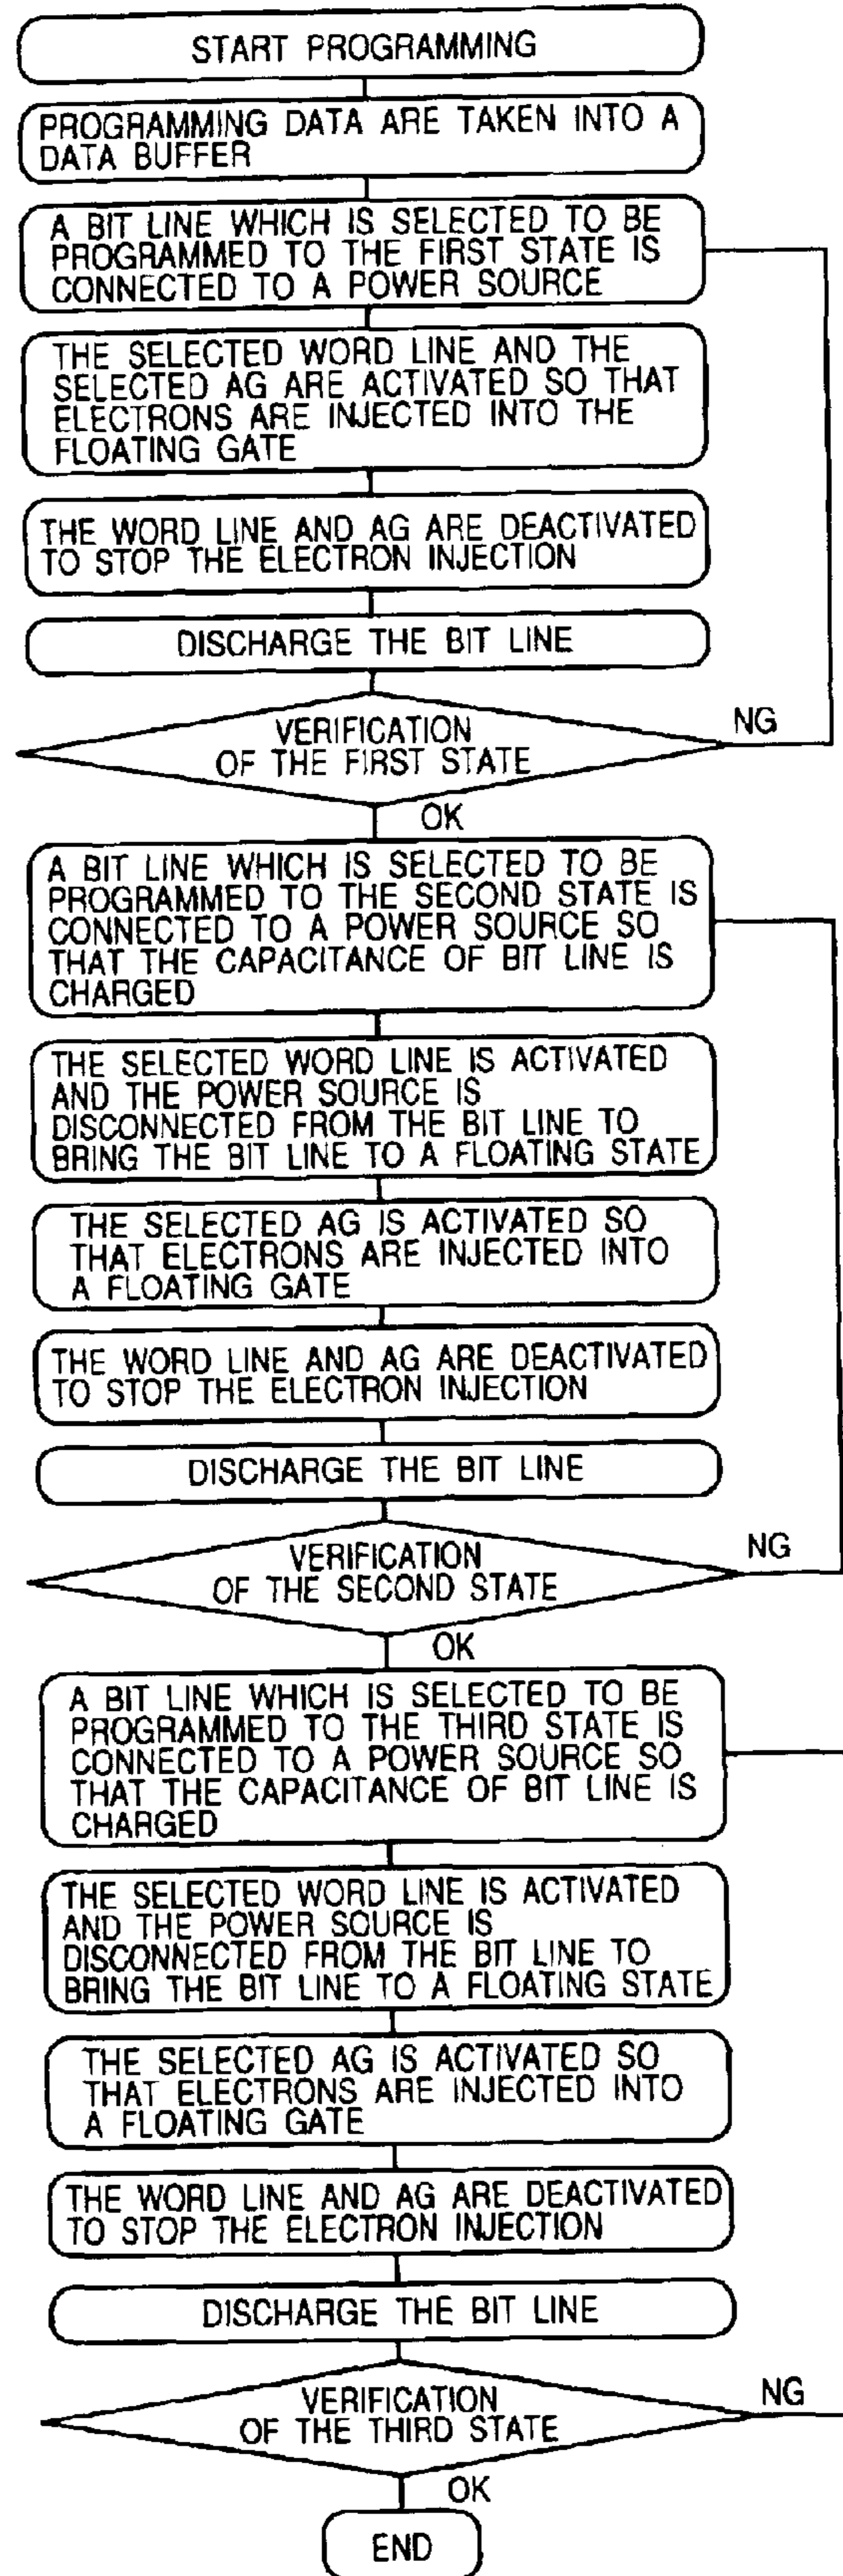 START PROGRAMMING
PROGRAMMING DATA ARE TAKEN INTO A
DATA BUFFER
A BIT LINE WHICH IS SELECTED TO BE
PROGRAMMED TO THE FIRST STATE IS
CONNECTED TO A POWER SOURCE
THE SELECTED WORD LINE AND THE
SELECTED AG ARE ACTIVATED SO THAT
ELECTRONS ARE INJECTED INTO THE
FLOATING GATE
THE WORD LINE AND AG ARE DEACTIVATED
TO STOP THE ELECTRON INJECTION
DISCHARGE THE BIT LINE
VERIFICATION
OF THE FIRST STATE
NG
OK
A BIT LINE WHICH IS SELECTED TO BE
PROGRAMMED TO THE SECOND STATE IS
CONNECTED TO A POWER SOURCE SO
THAT THE CAPACITANCE OF BIT LINE IS
CHARGED
THE SELECTED WORD LINE IS ACTIVATED
AND THE POWER SOURCE IS
DISCONNECTED FROM THE BIT LINE TO
BRING THE BIT LINE TO A FLOATING STATE
THE SELECTED AG IS ACTIVATED SO
THAT ELECTRONS ARE INJECTED INTO
A FLOATING GATE
THE WORD LINE AND AG ARE DEACTIVATED
TO STOP THE ELECTRON INJECTION
DISCHARGE THE BIT LINE
VERIFICATION
OF THE SECOND STATE
NG
OK
A BIT LINE WHICH IS SELECTED TO BE
PROGRAMMED TO THE THIRD STATE IS
CONNECTED TO A POWER SOURCE SO
THAT THE CAPACITANCE OF BIT LINE IS
CHARGED
THE SELECTED WORD LINE IS ACTIVATED
AND THE POWER SOURCE IS
DISCONNECTED FROM THE BIT LINE TO
BRING THE BIT LINE TO A FLOATING STATE
THE SELECTED AG IS ACTIVATED SO
THAT ELECTRONS ARE INJECTED INTO
A FLOATING GATE
THE WORD LINE AND AG ARE DEACTIVATED
TO STOP THE ELECTRON INJECTION
DISCHARGE THE BIT LINE
VERIFICATION
OF THE THIRD STATE
NG
OK
END